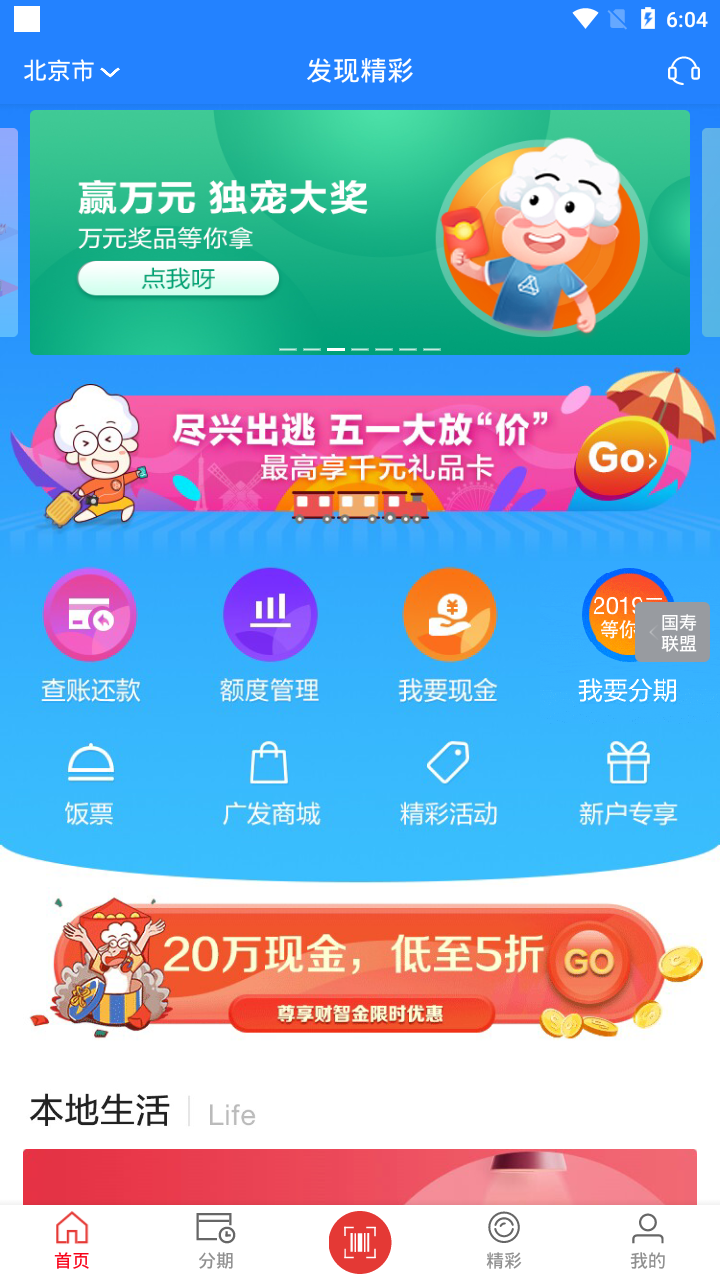 6:04
北京市
发现精彩
赢万元 独宠大奖
万元奖品等你拿
点我呀
尽兴出逃 五一大放“价”
最高享千元礼品卡
Go
2019
等你
国寿
联盟
查账还款
额度管理
我要现金
我要分期
饭票
广发商城
精彩活动
新户专享
20万现金，低至5折
GO
尊享财智金限时优惠
本地生活
Life
首页
分期
精彩
我的